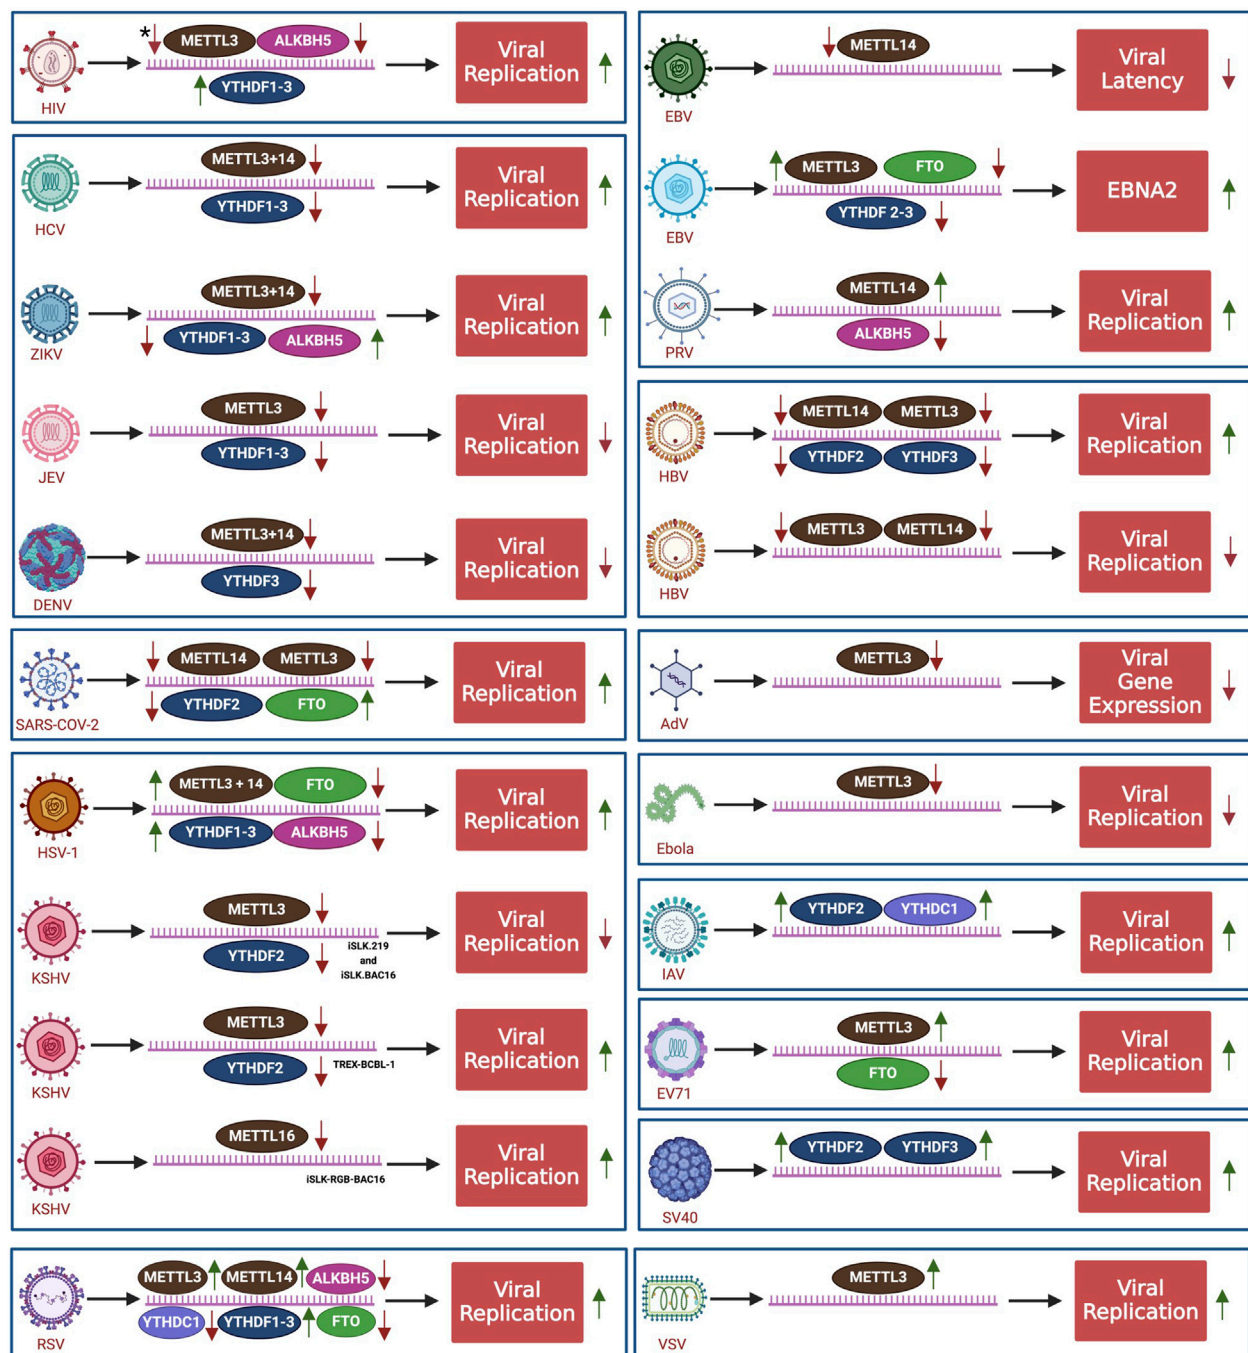 *
METTL3 ALKBH5
YTHDF1-3
HIV
Viral
Replication
METTL3+14
YTHDF1-3
HCV
Viral
Replication
METTL3+14
YTHDF1-3 ALKBH5
ZIKV
Viral
Replication
METTL3
YTHDF1-3
JEV
Viral
Replication
METTL3+14
YTHDF3
DENV
Viral
Replication
METTL14 METTL3
YTHDF2 FTO
SARS-COV-2
Viral
Replication
METTL3 + 14 FTO
YTHDF1-3 ALKBH5
HSV-1
Viral
Replication
METTL3
YTHDF2
iSLK.219
and
iSLK.BAC16
KSHV
Viral
Replication
METTL3
YTHDF2
TREX-BCBL-1
KSHV
Viral
Replication
METTL16
iSLK-RGB-BAC16
KSHV
Viral
Replication
METTL3 METTL14 ALKBH5
YTHDC1 YTHDF1-3 FTO
RSV
Viral
Replication
METTL14
EBV
Viral
Latency
METTL3 FTO
YTHDF 2-3
EBV
EBNA2
METTL14
ALKBH5
PRV
Viral
Replication
METTL14 METTL3
YTHDF2 YTHDF3
HBV
Viral
Replication
METTL3 METTL14
HBV
Viral
Replication
METTL3
AdV
Viral
Gene
Expression
METTL3
Ebola
Viral
Replication
YTHDF2 YTHDC1
IAV
Viral
Replication
METTL3
FTO
EV71
Viral
Replication
YTHDF2 YTHDF3
SV40
Viral
Replication
METTL3
VSV
Viral
Replication